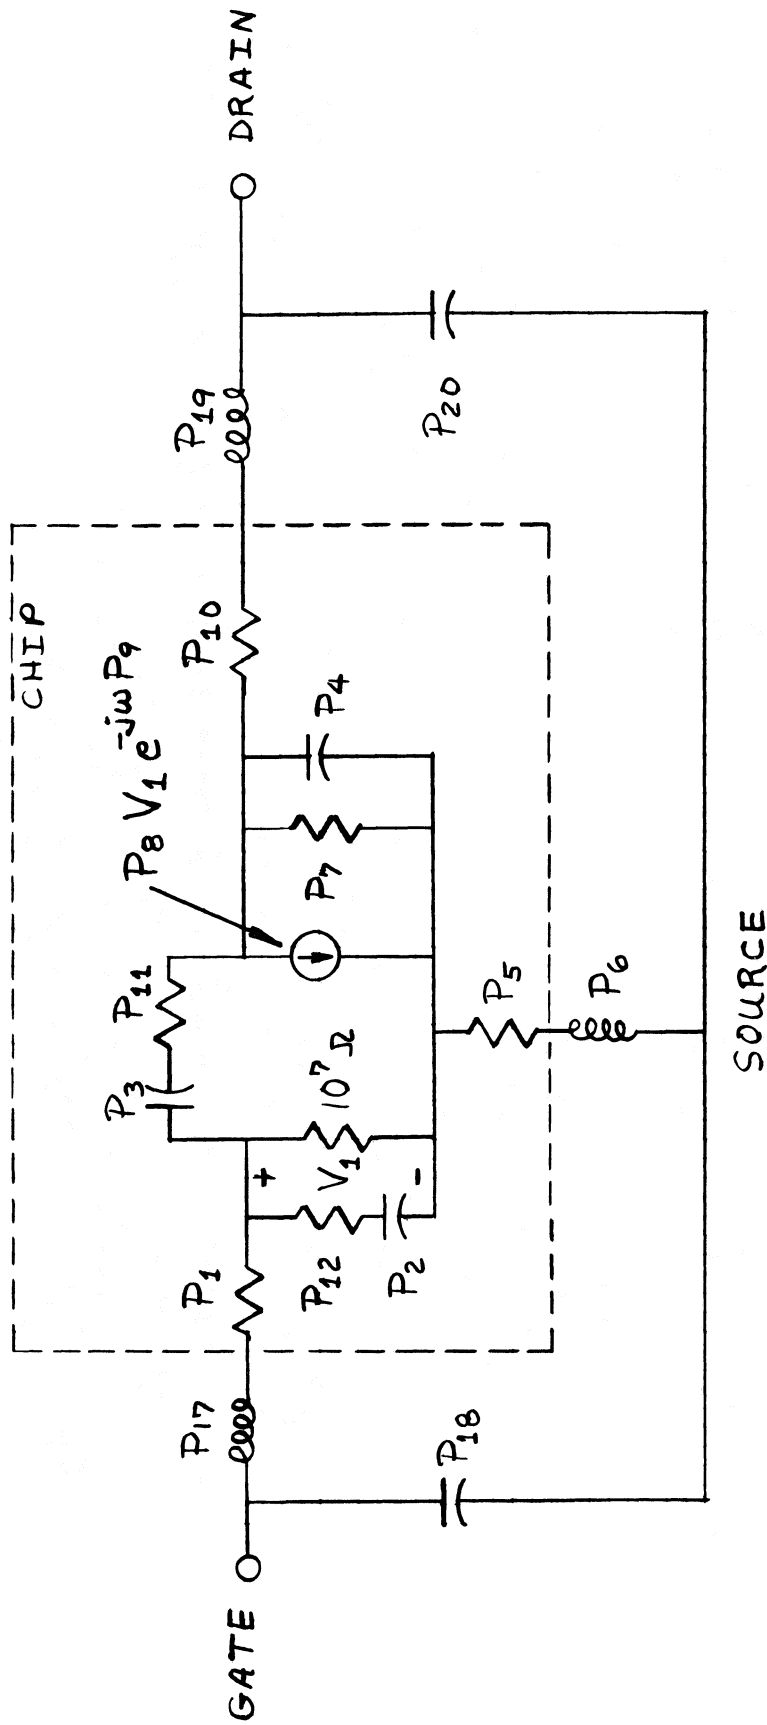 CHIP
P8 V1 e^-jωP9
P3
P11
P10
P19
DRAIN
GATE
P17
P1
+
V1
-
10^7 Ω
P12
P2
P7
P4
P5
P6
P18
P20
SOURCE